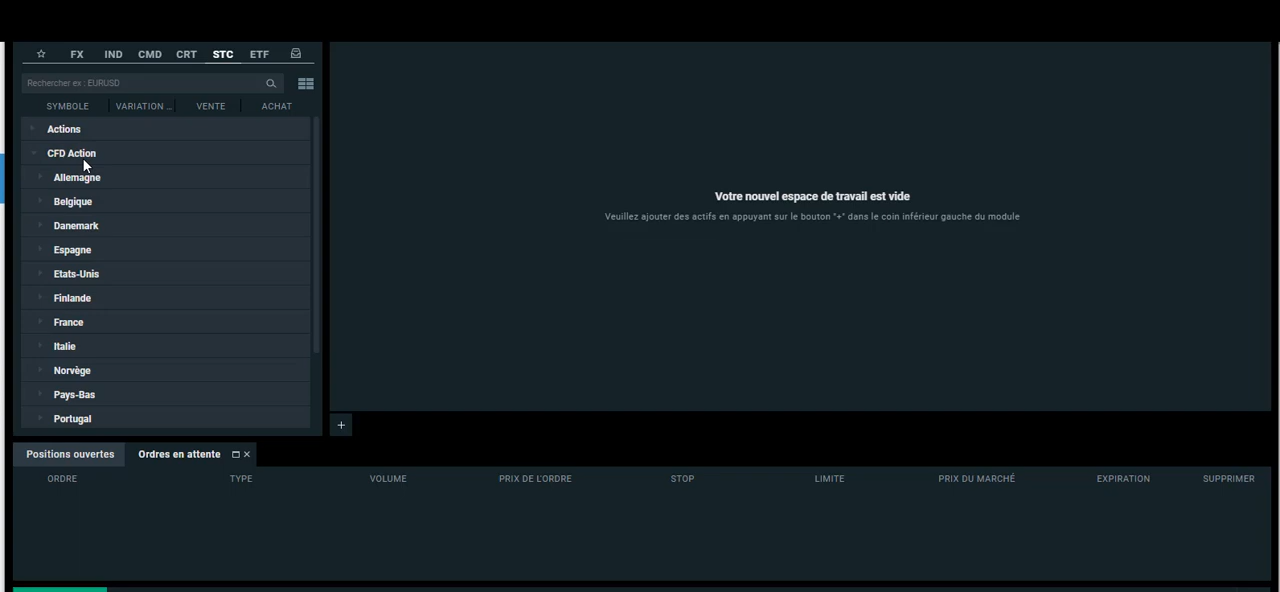 FX IND CMD CRT STC ETF
Rechercher ex : EURUSD
SYMBOLE VARIATION ... VENTE ACHAT
Actions
CFD Action
Allemagne
Belgique
Danemark
Espagne
Etats-Unis
Finlande
France
Italie
Norvège
Pays-Bas
Portugal
Votre nouvel espace de travail est vide
Veuillez ajouter des actifs en appuyant sur le bouton "+" dans le coin inférieur gauche du module
+
Positions ouvertes Ordres en attente
ORDRE TYPE VOLUME PRIX DE L'ORDRE STOP LIMITE PRIX DU MARCHÉ EXPIRATION SUPPRIMER